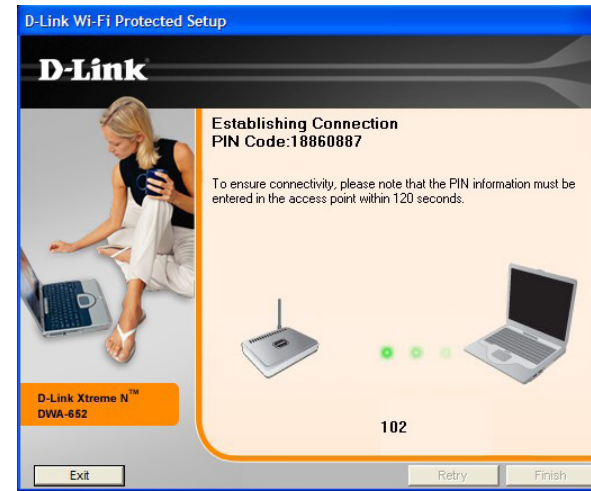 D-Link Wi-Fi Protected Setup
D-Link
Establishing Connection
PIN Code:18860887
To ensure connectivity, please note that the PIN information must be
entered in the access point within 120 seconds.
D-Link Xtreme N™
DWA-652
102
Exit
Retry
Finish